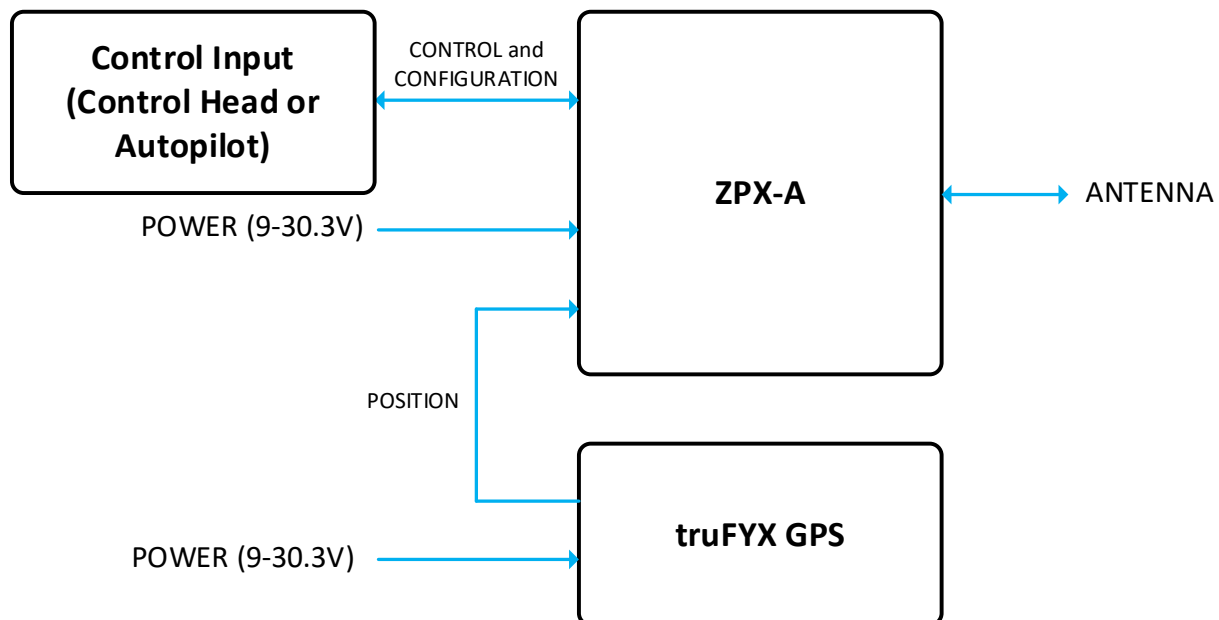 Control Input
(Control Head or
Autopilot)
CONTROL and
CONFIGURATION
ZPX-A
ANTENNA
POWER (9-30.3V)
POSITION
truFYX GPS
POWER (9-30.3V)